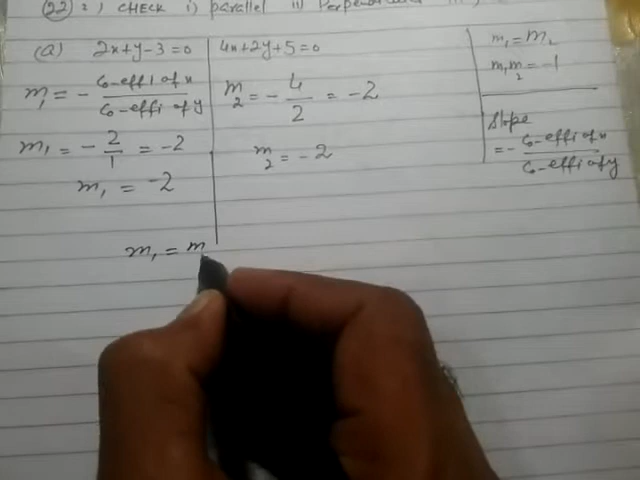 (22) :, CHECK i) parallel ii) Perpendicular
(a) 2x+y-3=0
m₁ = - Co-effi of x / Co-effi of y
m₁ = - 2/1 = -2
m₁ = -2
4x+2y+5=0
m₂ = - 4/2 = -2
m₂ = -2
m₁ = m
m₁ = m₂
m₁m₂ = -1
Slope
= - Co-effi of x / Co-effi of y